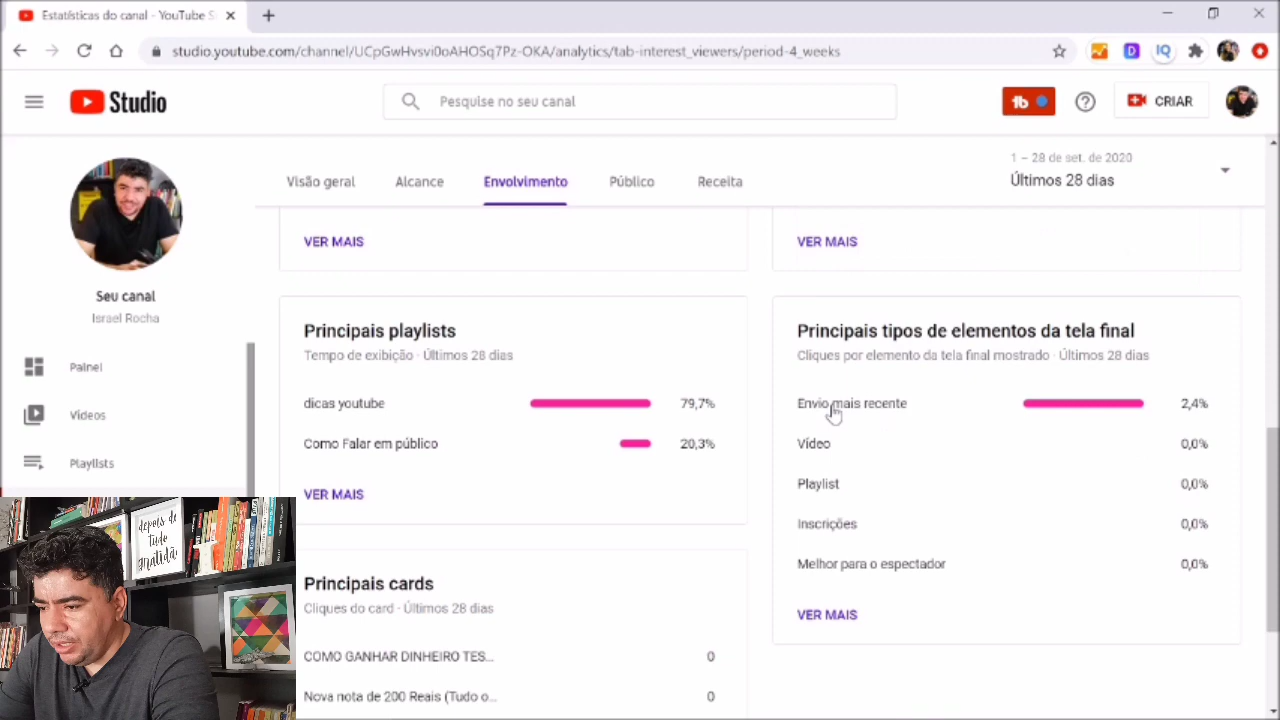 Estatísticas do canal - YouTube S
studio.youtube.com/channel/UCpGwHvsvi0oAHOSq7Pz-OKA/analytics/tab-interest_viewers/period-4_weeks
Studio
Pesquise no seu canal
CRIAR
Visão geral
Alcance
Envolvimento
Público
Receita
1 – 28 de set. de 2020
Últimos 28 dias
Seu canal
Israel Rocha
Painel
Vídeos
Playlists
VER MAIS
VER MAIS
Principais playlists
Tempo de exibição · Últimos 28 dias
dicas youtube 79,7%
Como Falar em público 20,3%
VER MAIS
Principais tipos de elementos da tela final
Cliques por elemento da tela final mostrado · Últimos 28 dias
Envio mais recente 2,4%
Vídeo 0,0%
Playlist 0,0%
Inscrições 0,0%
Melhor para o espectador 0,0%
VER MAIS
Principais cards
Cliques do card · Últimos 28 dias
COMO GANHAR DINHEIRO TES... 0
Nova nota de 200 Reais (Tudo o... 0
depois de
tudo
gratidão!